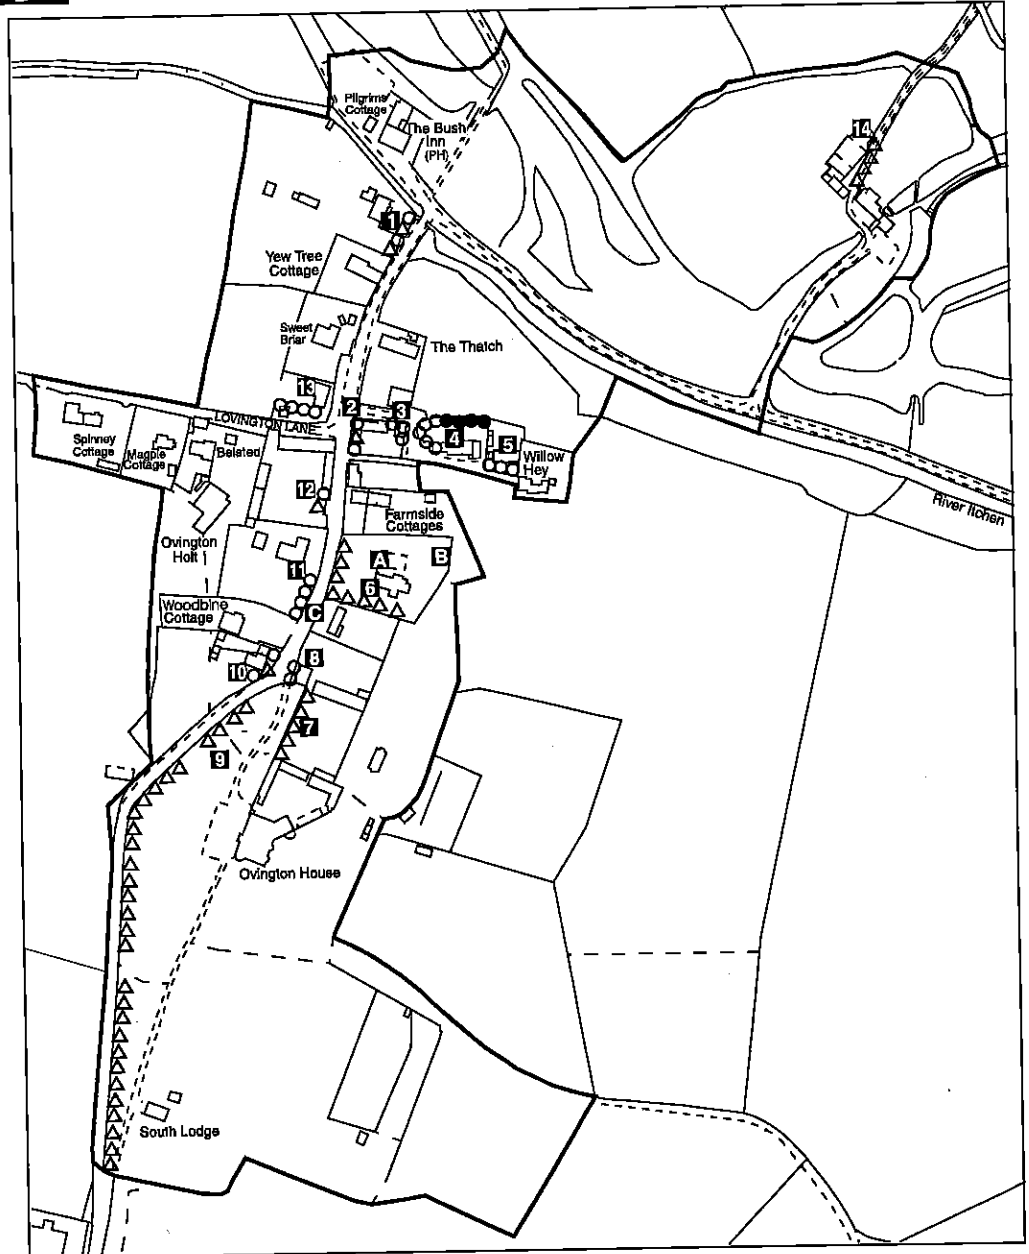 Pilgrims
Cottage
The Bush
Inn
(PH)
14
1
Yew Tree
Cottage
Sweet
Briar
The Thatch
13
2
3
LOVINGTON LANE
4
5
Spinney
Cottage
Magpie
Cottage
Belsted
Willow
Hey
12
River Itchen
Farmside
Cottages
Ovington
Holt
A
B
11
6
Woodbine
Cottage
C
8
10
7
9
Ovington House
South Lodge